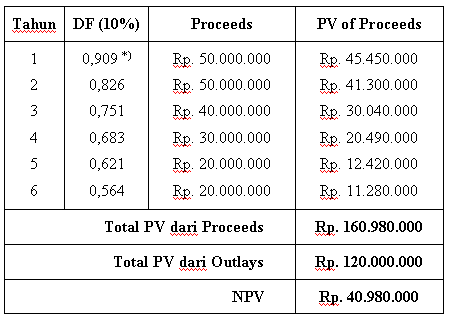 Tahun DF (10%) Proceeds PV of Proceeds
1 0,909 *) Rp. 50.000.000 Rp. 45.450.000
2 0,826 Rp. 50.000.000 Rp. 41.300.000
3 0,751 Rp. 40.000.000 Rp. 30.040.000
4 0,683 Rp. 30.000.000 Rp. 20.490.000
5 0,621 Rp. 20.000.000 Rp. 12.420.000
6 0,564 Rp. 20.000.000 Rp. 11.280.000
Total PV dari Proceeds Rp. 160.980.000
Total PV dari Outlays Rp. 120.000.000
NPV Rp. 40.980.000